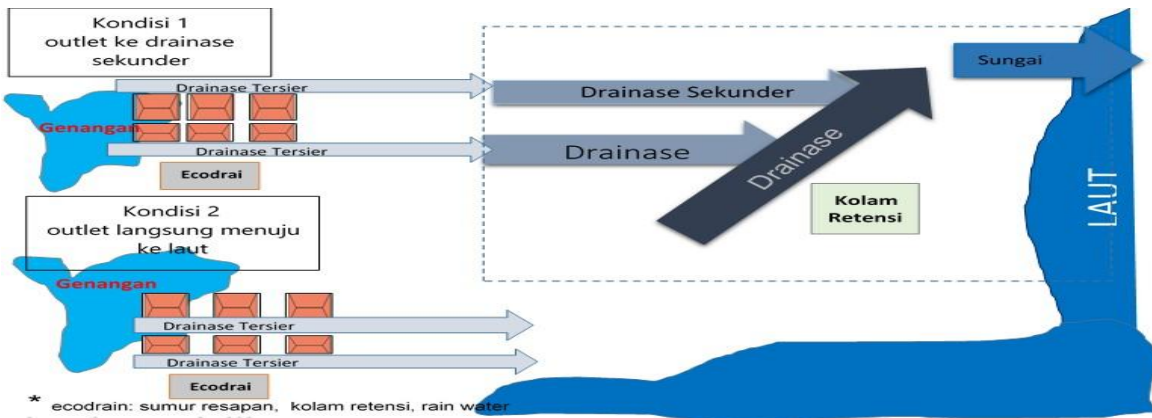 Kondisi 1
outlet ke drainase
sekunder
Drainase Tersier
Genangan
Drainase Tersier
Ecodrai
Drainase Sekunder
Drainase
Drainase
Sungai
Kolam
Retensi
LAUT
Kondisi 2
outlet langsung menuju
ke laut
Genangan
Drainase Tersier
Drainase Tersier
Ecodrai
* ecodrain: sumur resapan, kolam retensi, rain water